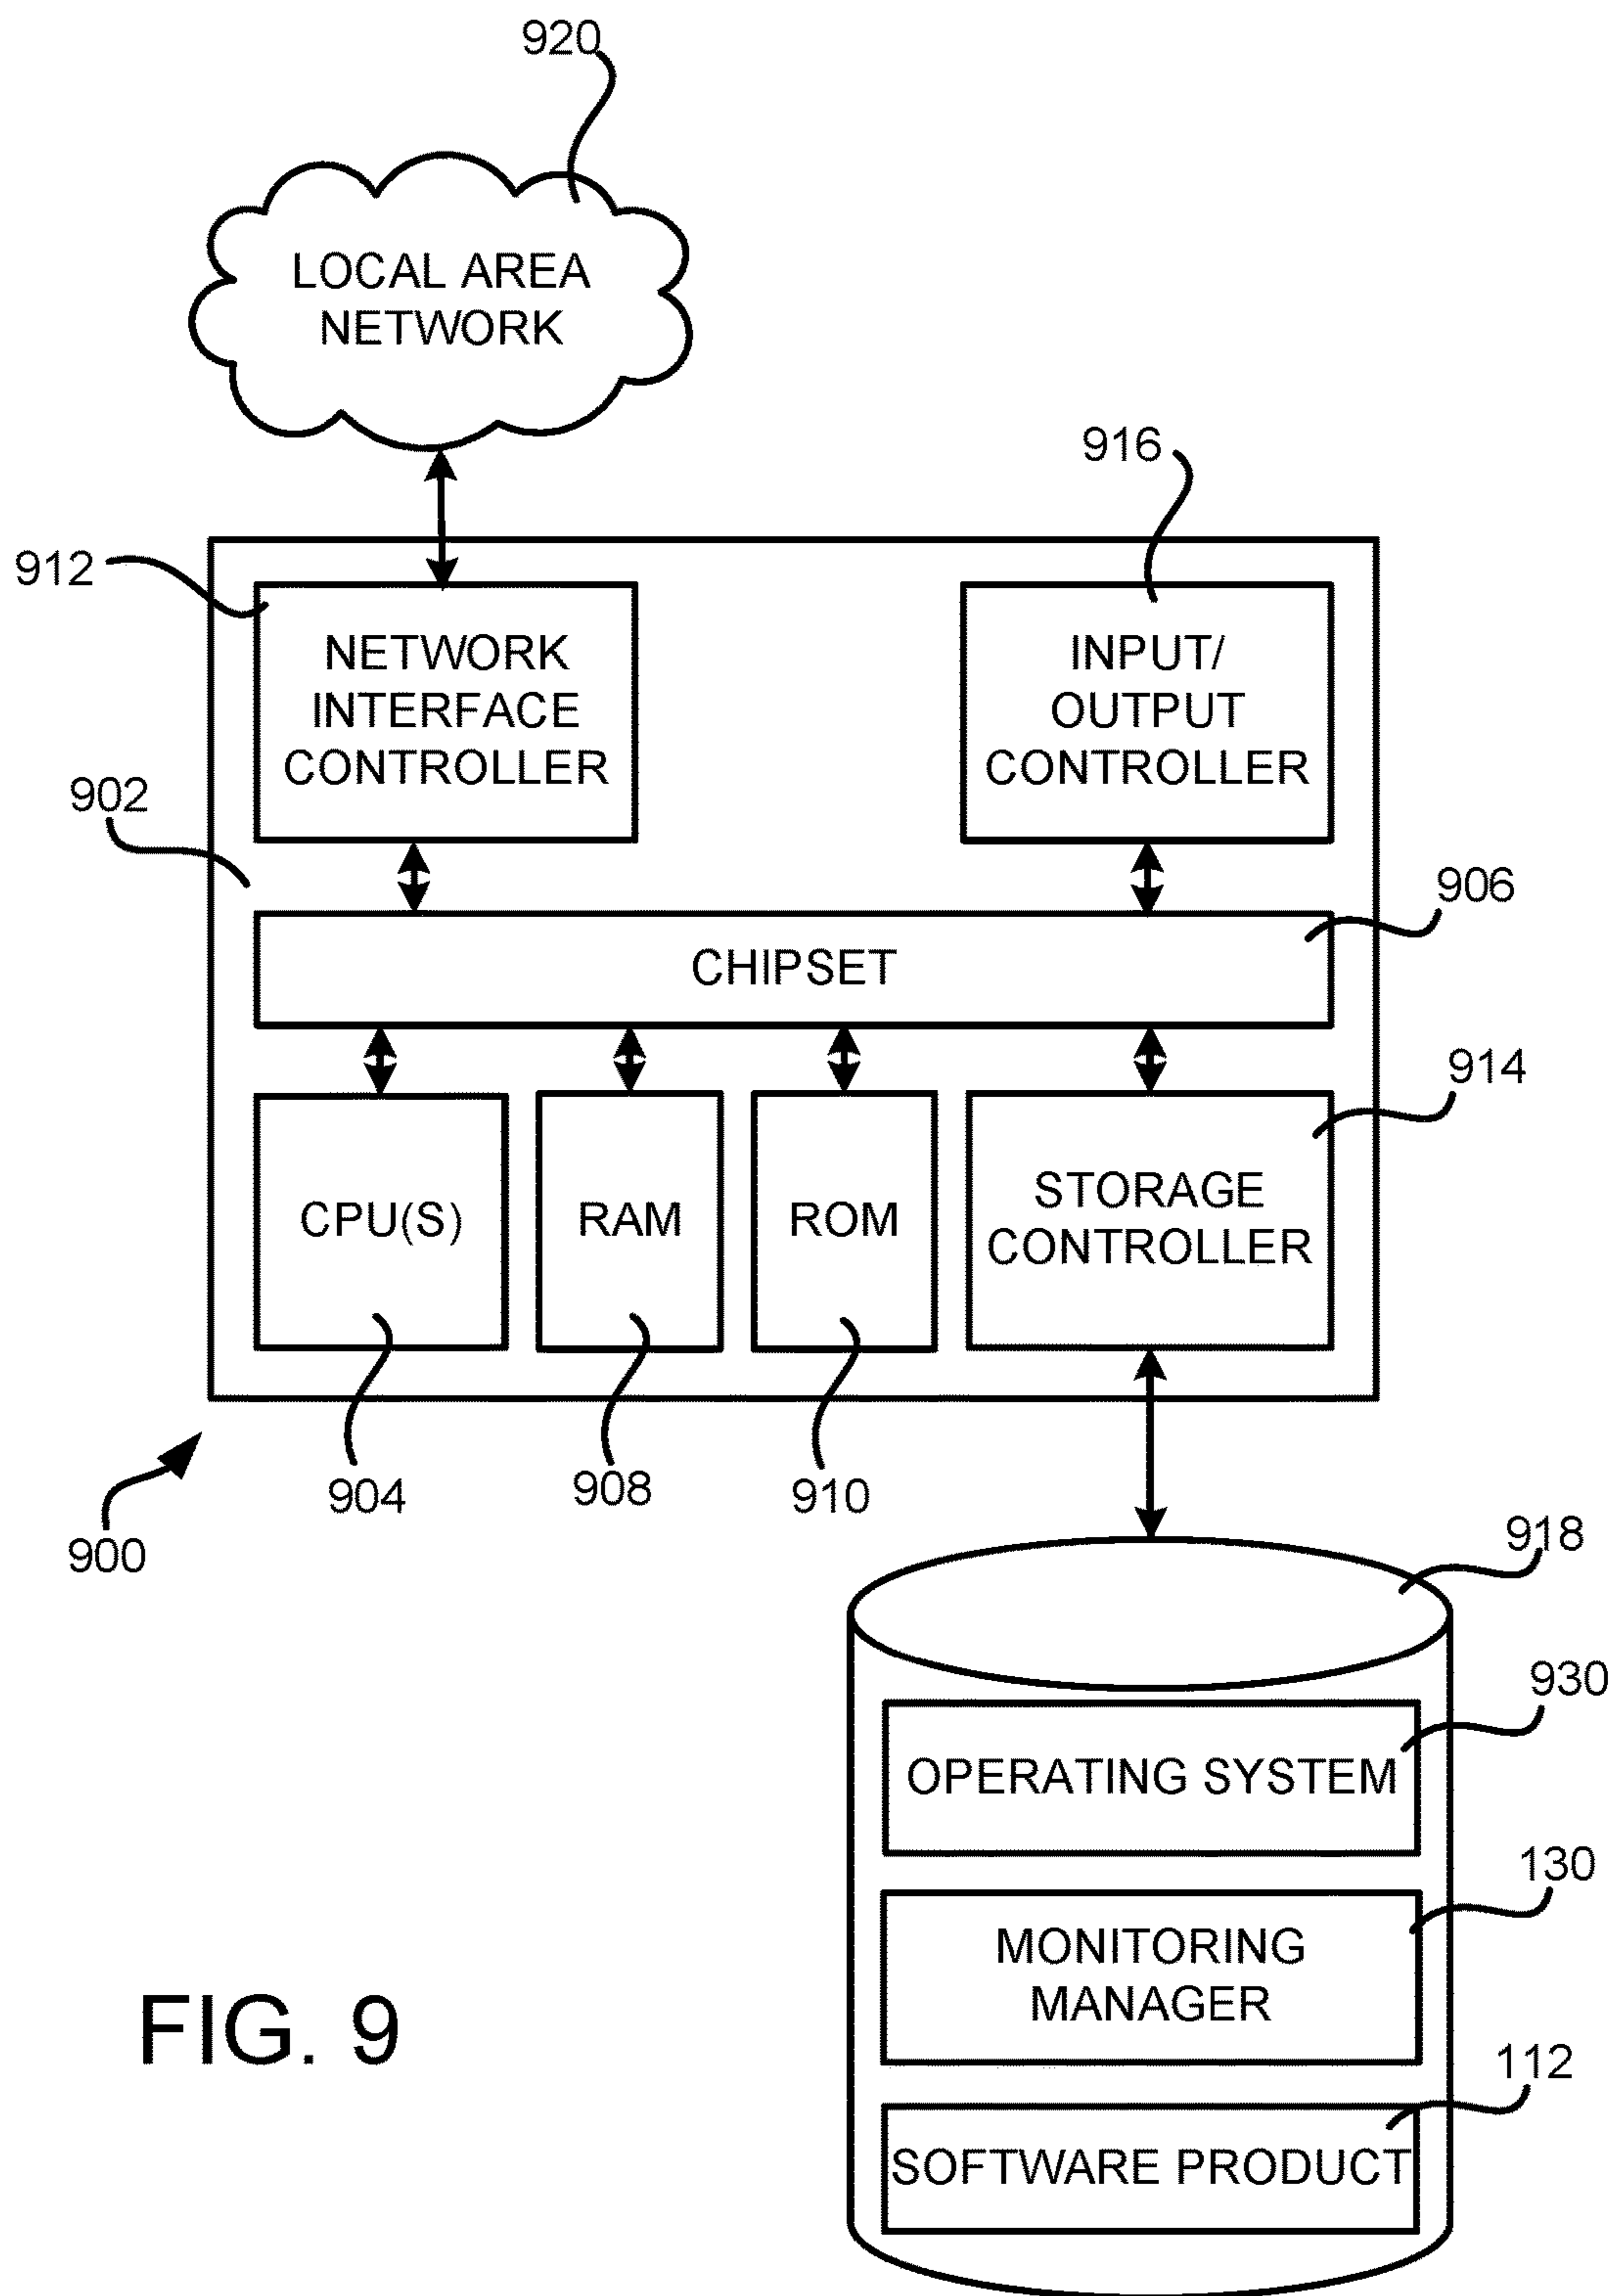 920
LOCAL AREA
NETWORK
916
912
NETWORK
INTERFACE
CONTROLLER
INPUT/
OUTPUT
CONTROLLER
902
906
CHIPSET
914
CPU(S)
RAM
ROM
STORAGE
CONTROLLER
904
908
910
900
918
930
OPERATING SYSTEM
130
MONITORING
MANAGER
FIG. 9
112
SOFTWARE PRODUCT